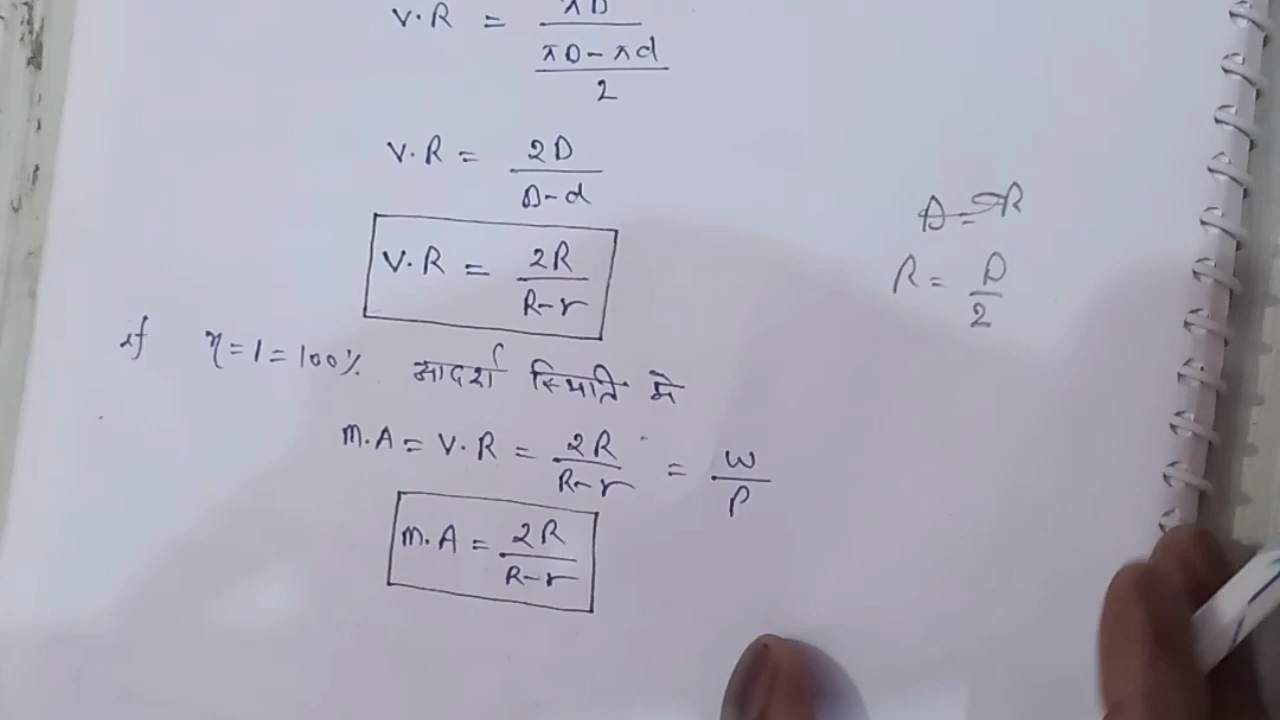 V.R = πD
πD - πd
2
V.R = 2D
D-d
V.R = 2R
R-r
D=2R
R= D
2
if η=1=100% आदर्श स्थिति मे
M.A = V.R = 2R = W
R-r P
M.A = 2R
R-r